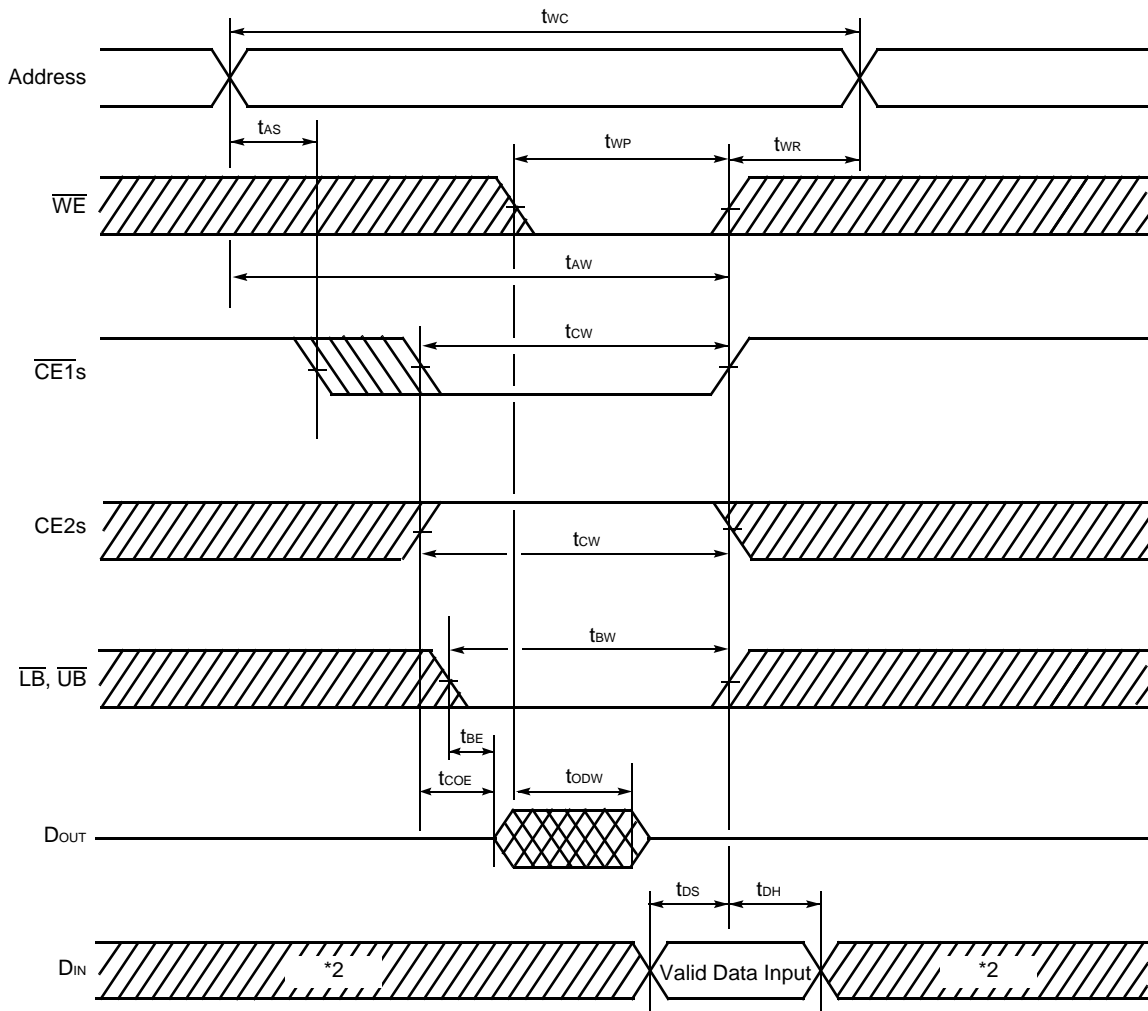 tWC
Address
tAS
tWP
tWR
WE
tAW
tCW
CE1s
CE2s
tCW
tBW
LB, UB
tBE
tCOE
tODW
DOUT
tDS
tDH
DIN
*2
Valid Data Input
*2